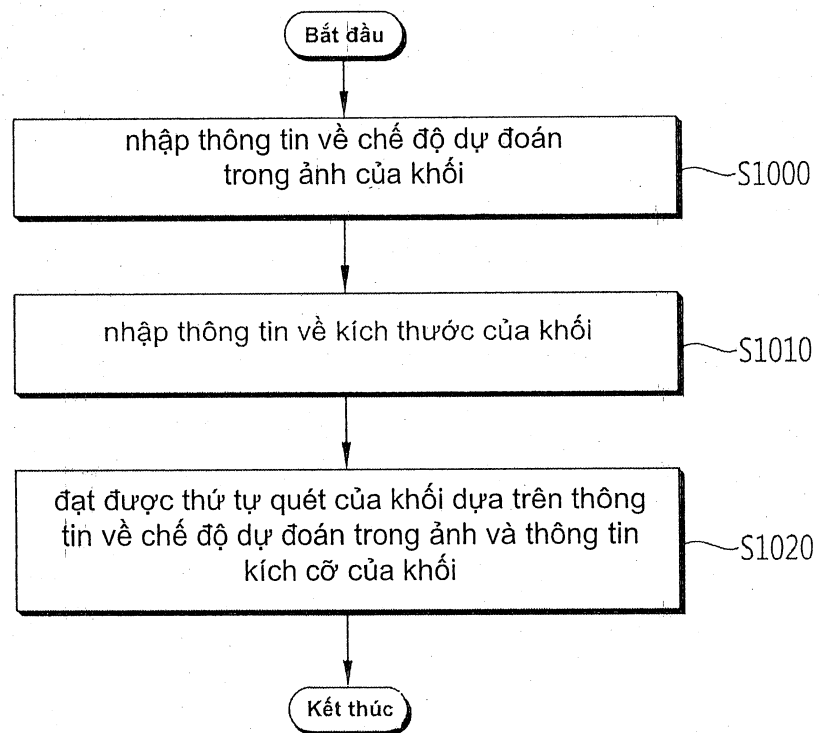 Bắt đầu
nhập thông tin về chế độ dự đoán
trong ảnh của khối
S1000
nhập thông tin về kích thước của khối
S1010
đạt được thứ tự quét của khối dựa trên thông
tin về chế độ dự đoán trong ảnh và thông tin
kích cỡ của khối
S1020
Kết thúc